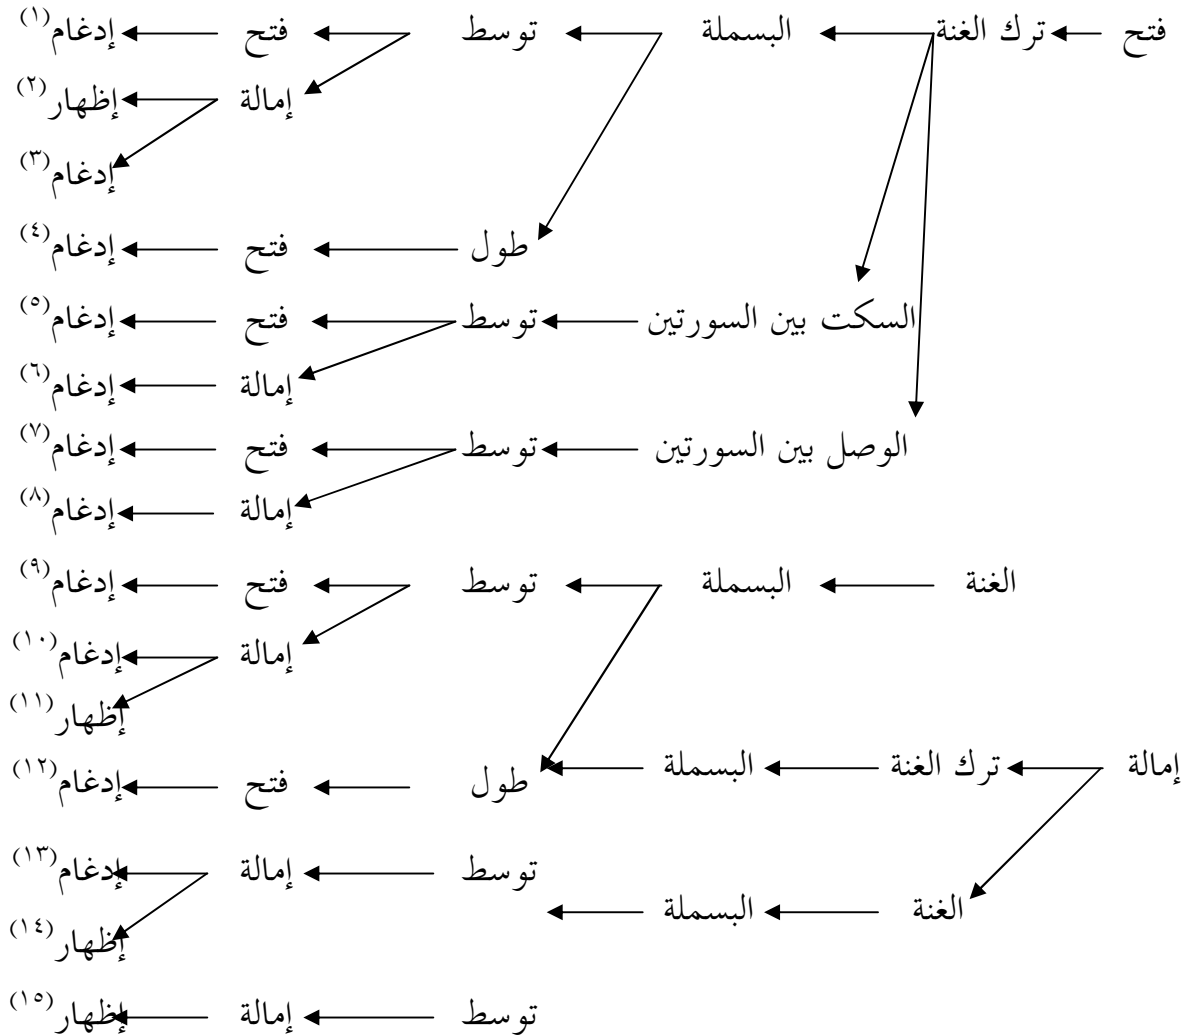 فتح ترك الغنة البسملة توسط فتح إدغام(١)
إمالة إظهار(٢)
إدغام(٣)
طول فتح إدغام(٤)
السكت بين السورتين توسط فتح إدغام(٥)
إمالة إدغام(٦)
الوصل بين السورتين توسط فتح إدغام(٧)
إمالة إدغام(٨)
الغنة البسملة توسط فتح إدغام(٩)
إمالة إدغام(١٠)
إظهار(١١)
إمالة ترك الغنة البسملة طول فتح إدغام(١٢)
توسط إمالة إدغام(١٣)
الغنة البسملة
إظهار(١٤)
توسط إمالة إظهار(١٥)